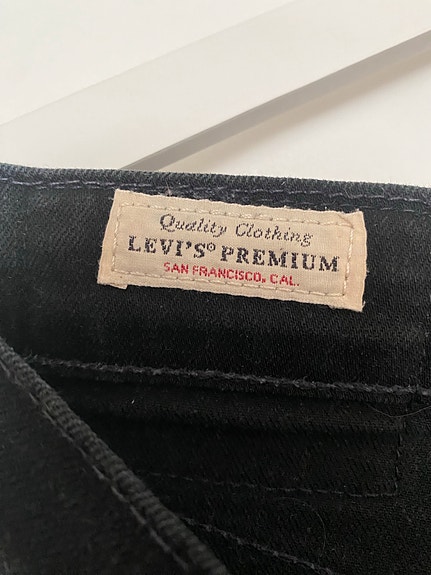 Quality Clothing
LEVI'S® PREMIUM
SAN FRANCISCO, CAL.